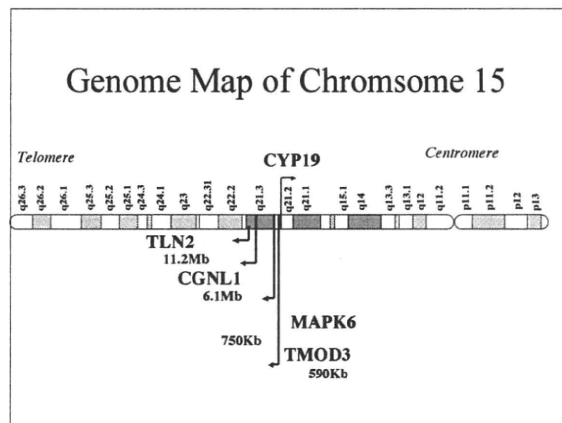 Genome Map of Chromsome 15
Telomere
CYP19
Centromere
q26.3 q26.2 q26.1 q25.3 q25.2 q25.1 q24.3 q24.1 q23 q22.31 q22.2 q21.3 q21.2 q21.1 q15.1 q14 q13.3 q13.1 q12 q11.2 p11.1 p11.2 p12 p13
TLN2
11.2Mb
CGNL1
6.1Mb
MAPK6
750Kb
TMOD3
590Kb